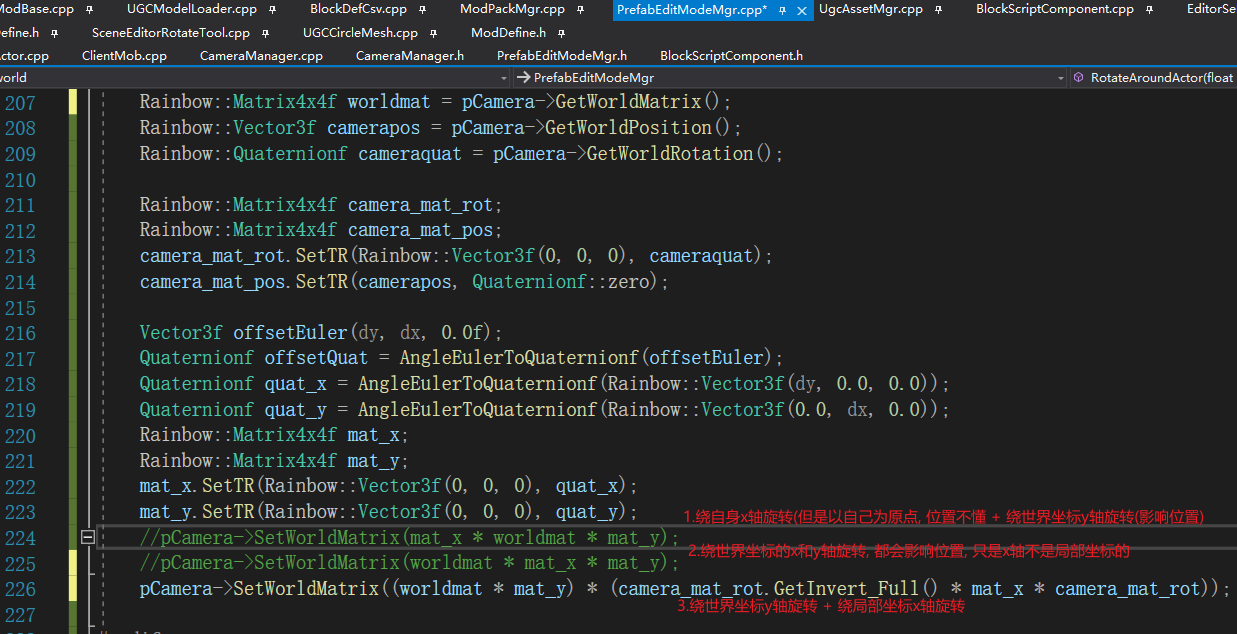 ModBase.cpp UGCModelLoader.cpp BlockDefCsv.cpp ModPackMgr.cpp PrefabEditModeMgr.cpp* UgcAssetMgr.cpp BlockScriptComponent.cpp EditorSe
efine.h SceneEditorRotateTool.cpp UGCCircleMesh.cpp ModDefine.h
ctor.cpp ClientMob.cpp CameraManager.cpp CameraManager.h PrefabEditModeMgr.h BlockScriptComponent.h
world PrefabEditModeMgr RotateAroundActor(float
207 Rainbow::Matrix4x4f worldmat = pCamera->GetWorldMatrix();
208 Rainbow::Vector3f camerapos = pCamera->GetWorldPosition();
209 Rainbow::Quaternionf cameraquat = pCamera->GetWorldRotation();
210
211 Rainbow::Matrix4x4f camera_mat_rot;
212 Rainbow::Matrix4x4f camera_mat_pos;
213 camera_mat_rot.SetTR(Rainbow::Vector3f(0, 0, 0), cameraquat);
214 camera_mat_pos.SetTR(camerapos, Quaternionf::zero);
215
216 Vector3f offsetEuler(dy, dx, 0.0f);
217 Quaternionf offsetQuat = AngleEulerToQuaternionf(offsetEuler);
218 Quaternionf quat_x = AngleEulerToQuaternionf(Rainbow::Vector3f(dy, 0.0, 0.0));
219 Quaternionf quat_y = AngleEulerToQuaternionf(Rainbow::Vector3f(0.0, dx, 0.0));
220 Rainbow::Matrix4x4f mat_x;
221 Rainbow::Matrix4x4f mat_y;
222 mat_x.SetTR(Rainbow::Vector3f(0, 0, 0), quat_x);
223 mat_y.SetTR(Rainbow::Vector3f(0, 0, 0), quat_y);
1.绕自身x轴旋转(但是以自己为原点, 位置不懂 + 绕世界坐标y轴旋转(影响位置)
224 //pCamera->SetWorldMatrix(mat_x * worldmat * mat_y);
2.绕世界坐标的x和y轴旋转, 都会影响位置, 只是x轴不是局部坐标的
225 //pCamera->SetWorldMatrix(worldmat * mat_x * mat_y);
226 pCamera->SetWorldMatrix((worldmat * mat_y) * (camera_mat_rot.GetInvert_Full() * mat_x * camera_mat_rot));
3.绕世界坐标y轴旋转 + 绕局部坐标x轴旋转
227